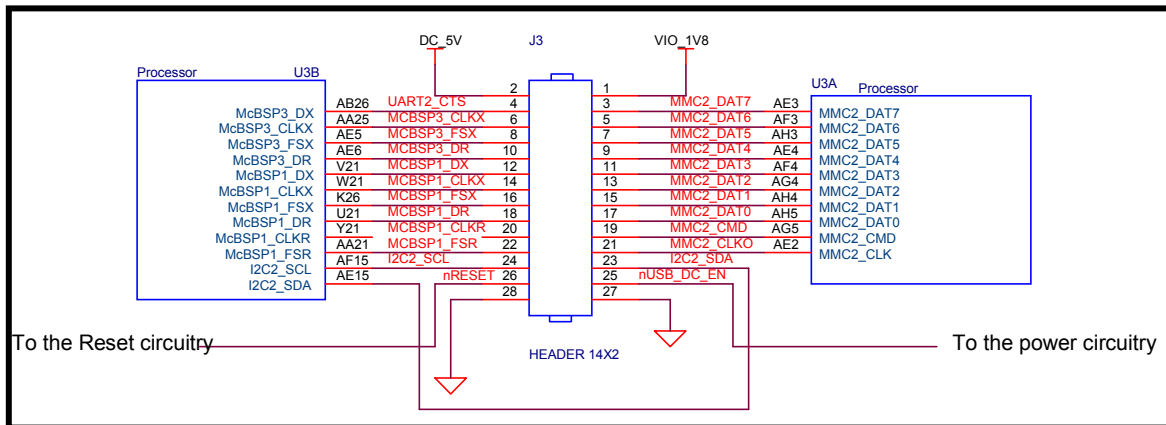 DC_5V J3 VIO_1V8
Processor U3B U3A Processor
2 1
McBSP3_DX AB26 UART2_CTS 4 3 MMC2_DAT7 AE3 MMC2_DAT7
McBSP3_CLKX AA25 MCBSP3_CLKX 6 5 MMC2_DAT6 AF3 MMC2_DAT6
McBSP3_FSX AE5 MCBSP3_FSX 8 7 MMC2_DAT5 AH3 MMC2_DAT5
McBSP3_DR AE6 MCBSP3_DR 10 9 MMC2_DAT4 AE4 MMC2_DAT4
McBSP1_DX V21 MCBSP1_DX 12 11 MMC2_DAT3 AF4 MMC2_DAT3
McBSP1_CLKX W21 MCBSP1_CLKX 14 13 MMC2_DAT2 AG4 MMC2_DAT2
McBSP1_FSX K26 MCBSP1_FSX 16 15 MMC2_DAT1 AH4 MMC2_DAT1
McBSP1_DR U21 MCBSP1_DR 18 17 MMC2_DAT0 AH5 MMC2_DAT0
McBSP1_CLKR Y21 MCBSP1_CLKR 20 19 MMC2_CMD AG5 MMC2_CMD
McBSP1_FSR AA21 MCBSP1_FSR 22 21 MMC2_CLKO AE2 MMC2_CLK
I2C2_SCL AF15 I2C2_SCL 24 23 I2C2_SDA
I2C2_SDA AE15 nRESET 26 25 nUSB_DC_EN
28 27
To the Reset circuitry To the power circuitry
HEADER 14X2